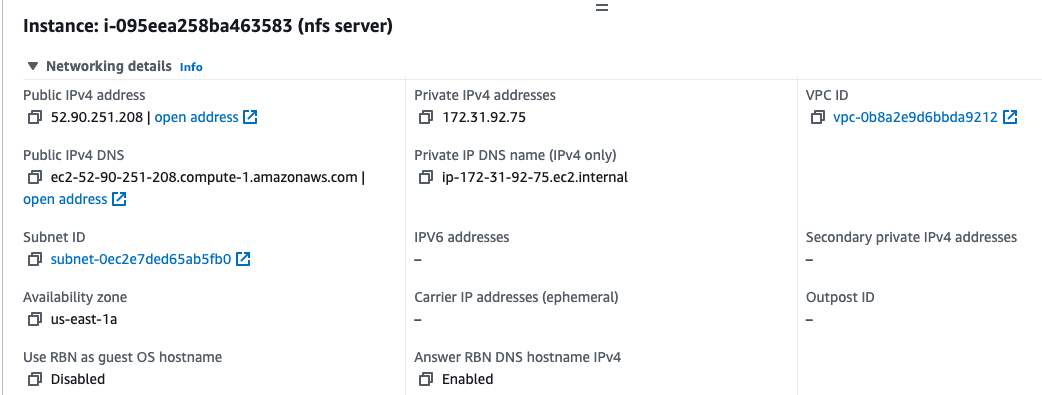 Instance: i-095eea258ba463583 (nfs server)
Networking details Info
Public IPv4 address
52.90.251.208 | open address
Private IPv4 addresses
172.31.92.75
VPC ID
vpc-0b8a2e9d6bbda9212
Public IPv4 DNS
ec2-52-90-251-208.compute-1.amazonaws.com |
open address
Private IP DNS name (IPv4 only)
ip-172-31-92-75.ec2.internal
Subnet ID
subnet-0ec2e7ded65ab5fb0
IPV6 addresses
–
Secondary private IPv4 addresses
–
Availability zone
us-east-1a
Carrier IP addresses (ephemeral)
–
Outpost ID
–
Use RBN as guest OS hostname
Disabled
Answer RBN DNS hostname IPv4
Enabled